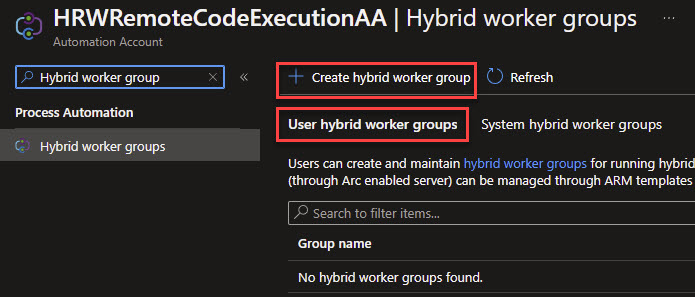 HRWRemoteCodeExecutionAA | Hybrid worker groups ...
Automation Account
Hybrid worker group
Create hybrid worker group
Refresh
Process Automation
Hybrid worker groups
User hybrid worker groups
System hybrid worker groups
Users can create and maintain hybrid worker groups for running hybrid
(through Arc enabled server) can be managed through ARM templates
Search to filter items...
Group name
No hybrid worker groups found.